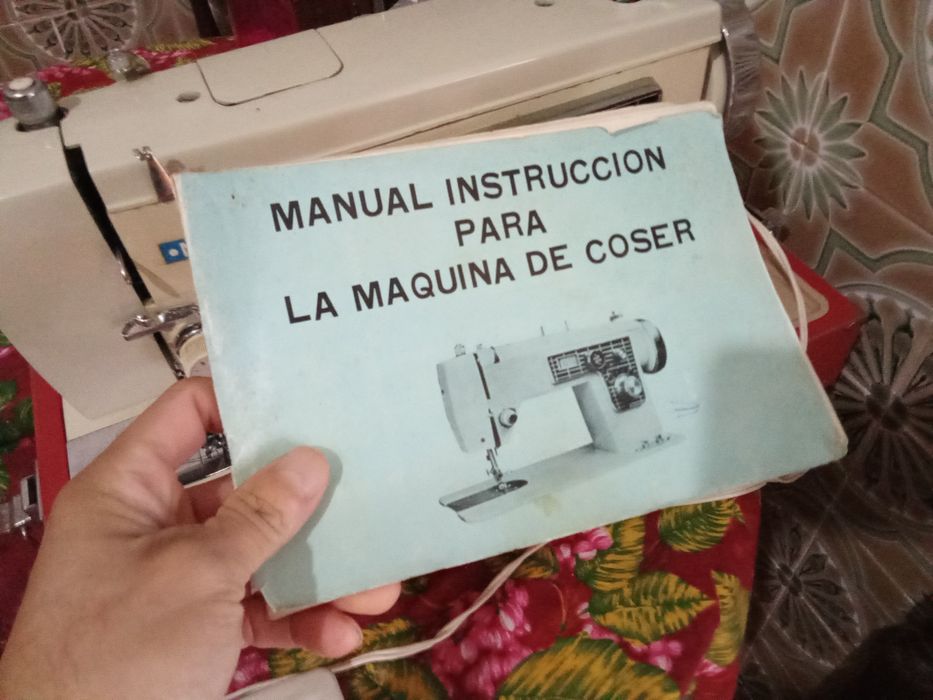 MANUAL INSTRUCCION
PARA
LA MAQUINA DE COSER